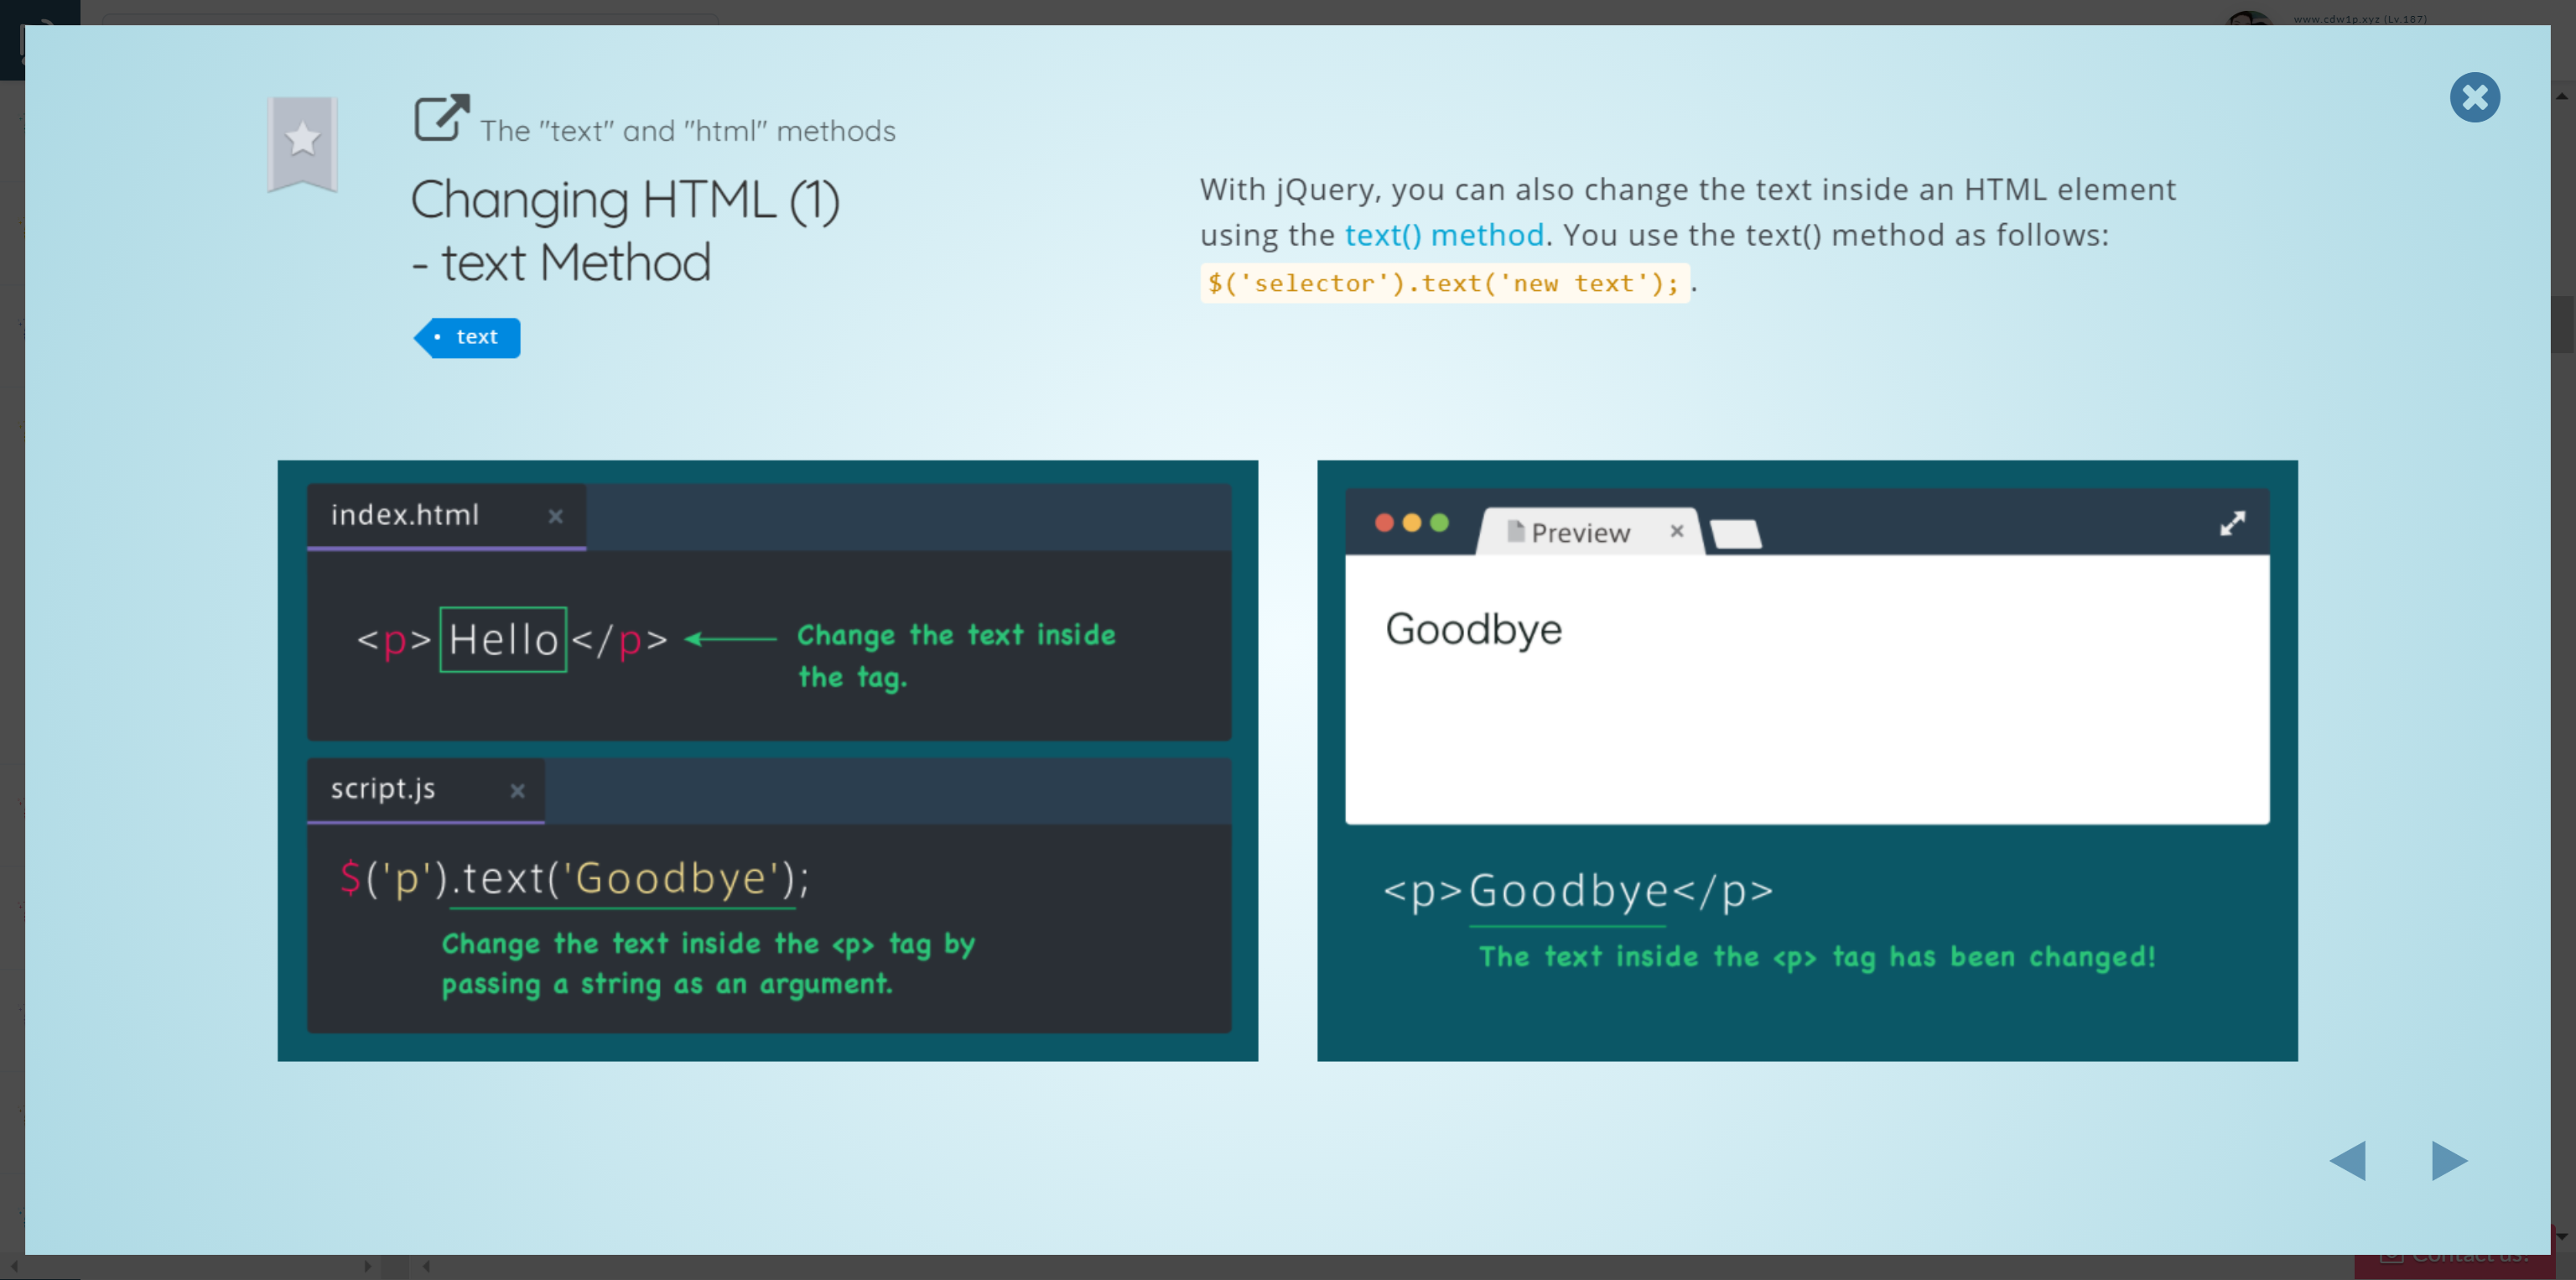 www.cdw1p.xyz (Lv.187)
The "text" and "html" methods
Changing HTML (1)
- text Method
text
With jQuery, you can also change the text inside an HTML element
using the text() method. You use the text() method as follows:
$('selector').text('new text'); .
index.html ×
<p>Hello</p>
Change the text inside
the tag.
script.js ×
$('p').text('Goodbye');
Change the text inside the <p> tag by
passing a string as an argument.
Preview ×
Goodbye
<p>Goodbye</p>
The text inside the <p> tag has been changed!
Contact us!